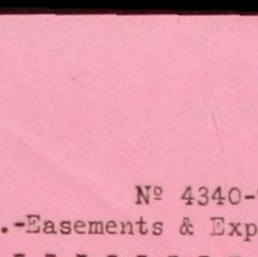 Nº 4340-
.-Easements & Exp